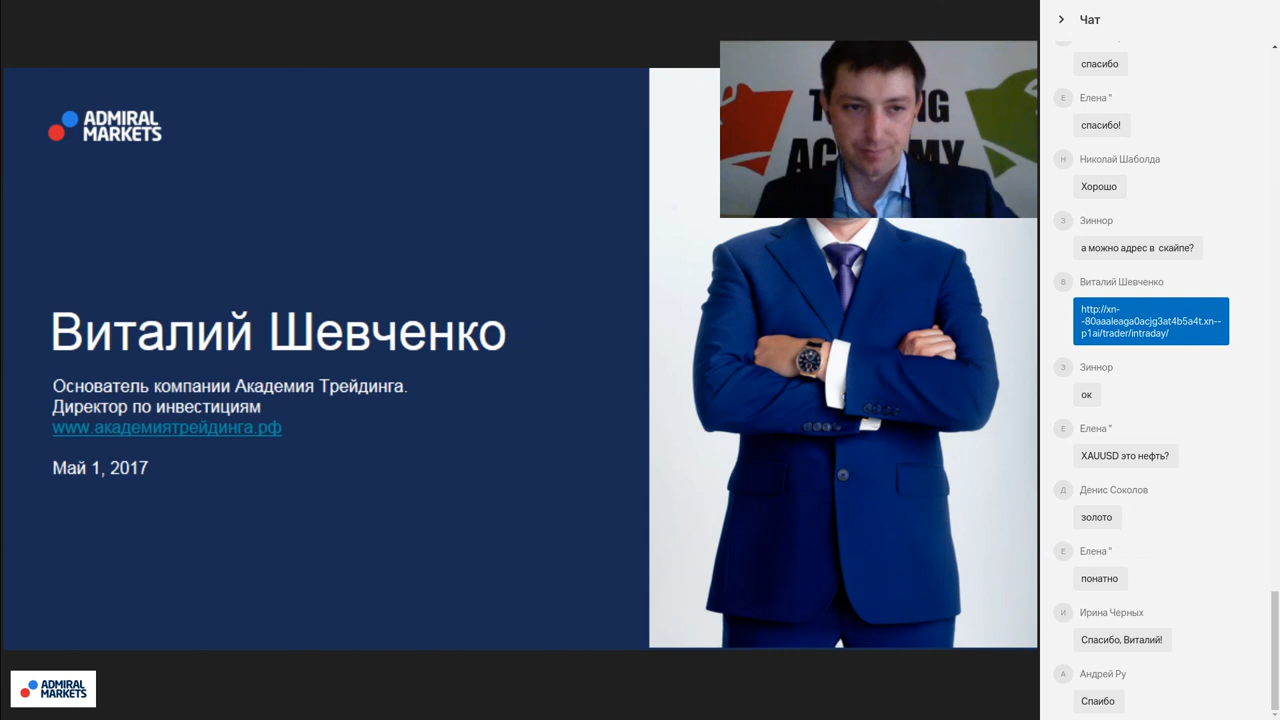 ADMIRAL
MARKETS
Виталий Шевченко
Основатель компании Академия Трейдинга.
Директор по инвестициям
www.академиятрейдинга.рф
Май 1, 2017
ADMIRAL
MARKETS
Чат
спасибо
Е
Елена "
спасибо!
Н
Николай Шаболда
Хорошо
З
Зиннор
а можно адрес в скайпе?
В
Виталий Шевченко
http://xn-
-80aaaleaga0acjg3at4b5a4t.xn--
p1ai/trader/intraday/
З
Зиннор
ок
Е
Елена "
XAUUSD это нефть?
Д
Денис Соколов
золото
Е
Елена "
понатно
И
Ирина Черных
Спасибо, Виталий!
А
Андрей Ру
Спаибо